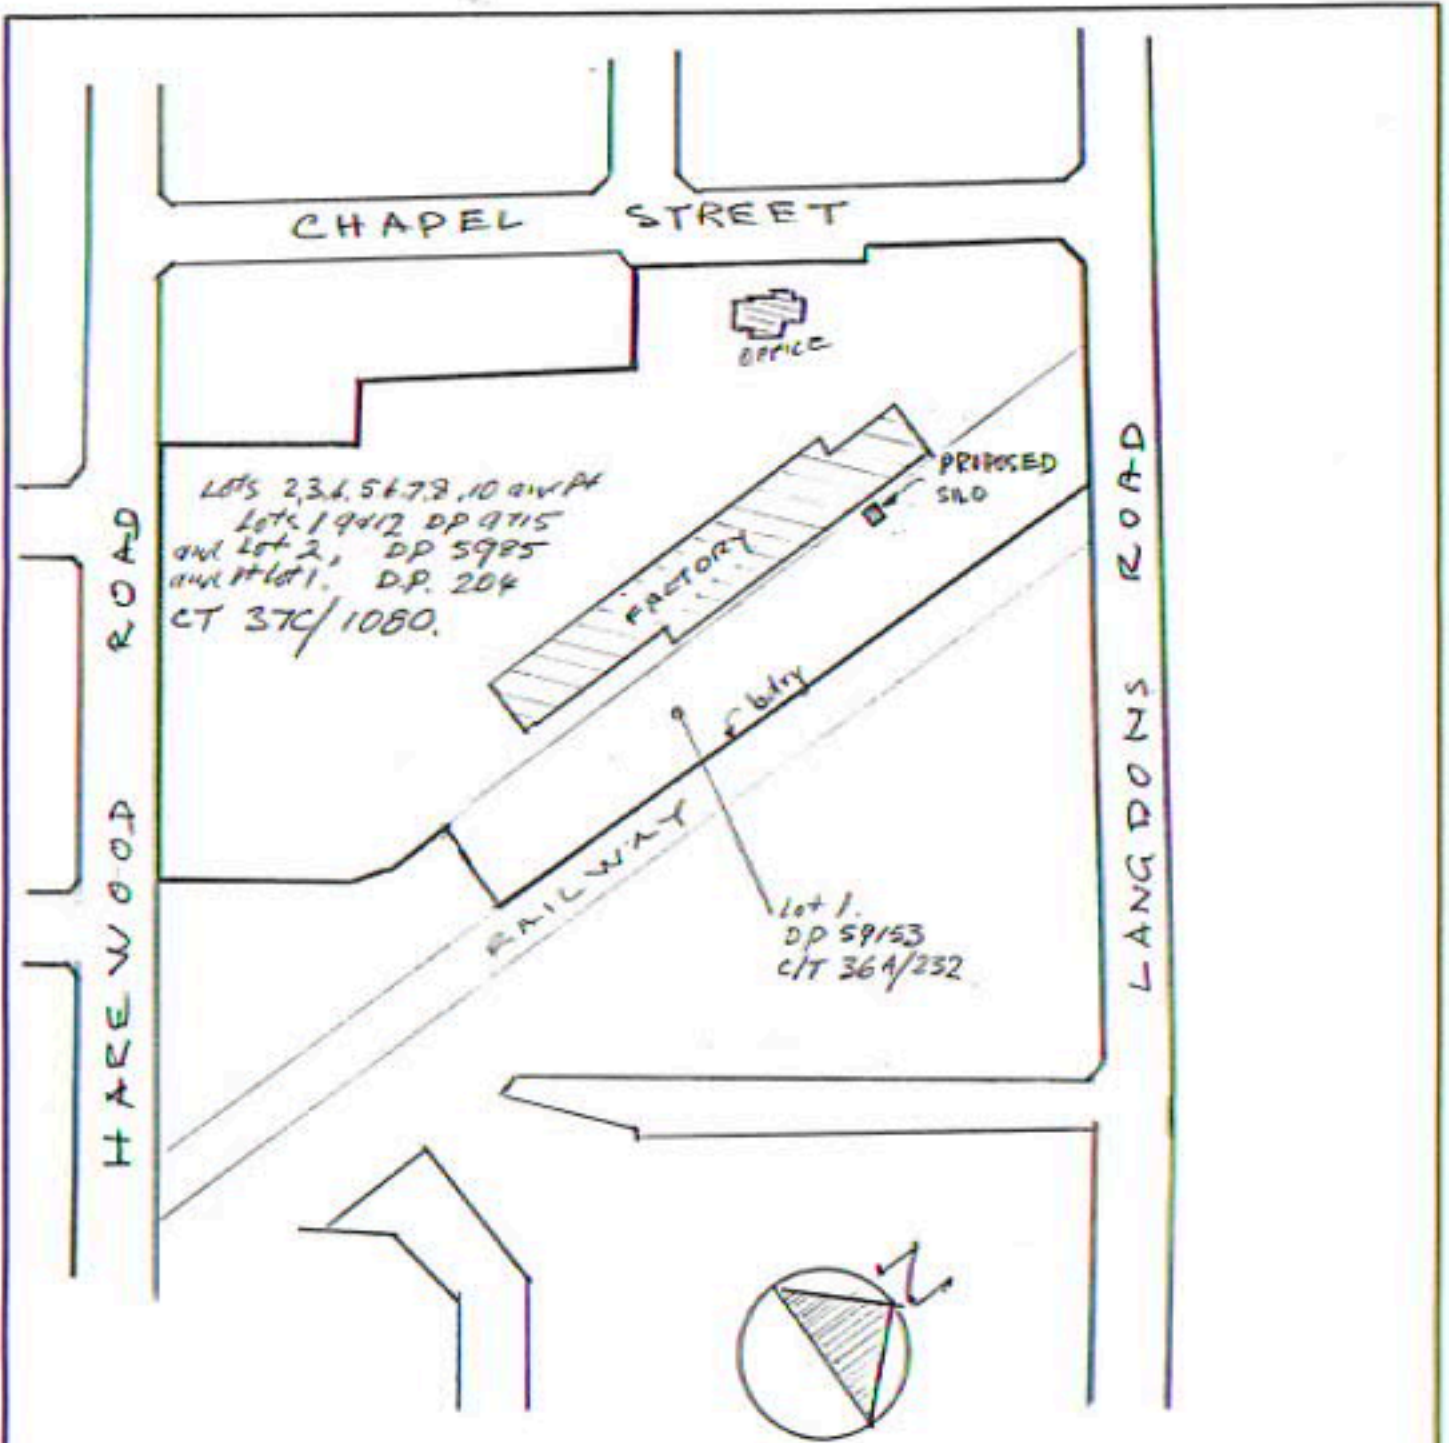 CHAPEL STREET
OFFICE
PROPOSED
SILO
Lots 2,3,4,5,6,7,8,10 and Pt
Lots 1 9&12 DP 9715
and Lot 2, DP 5985
and Pt Lot 1. D.P. 204
CT 37C/1080.
FACTORY
bdry
RAILWAY
Lot 1.
DP 59153
C/T 36A/232
HAREWOOD ROAD
LANGDONS ROAD
N